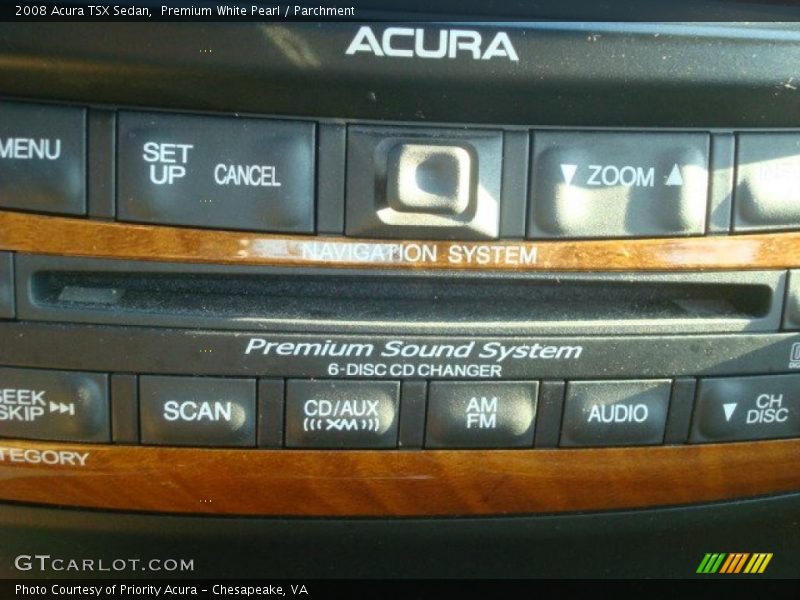 2008 Acura TSX Sedan,  Premium White Pearl / Parchment
ACURA
MENU
SET UP
CANCEL
▼ ZOOM ▲
NAVIGATION SYSTEM
Premium Sound System
6-DISC CD CHANGER
SEEK
SKIP ▶▶|
SCAN
CD/AUX
(((XM)))
AM
FM
AUDIO
▼ CH
DISC
TEGORY
GTCARLOT.COM
Photo Courtesy of Priority Acura – Chesapeake, VA